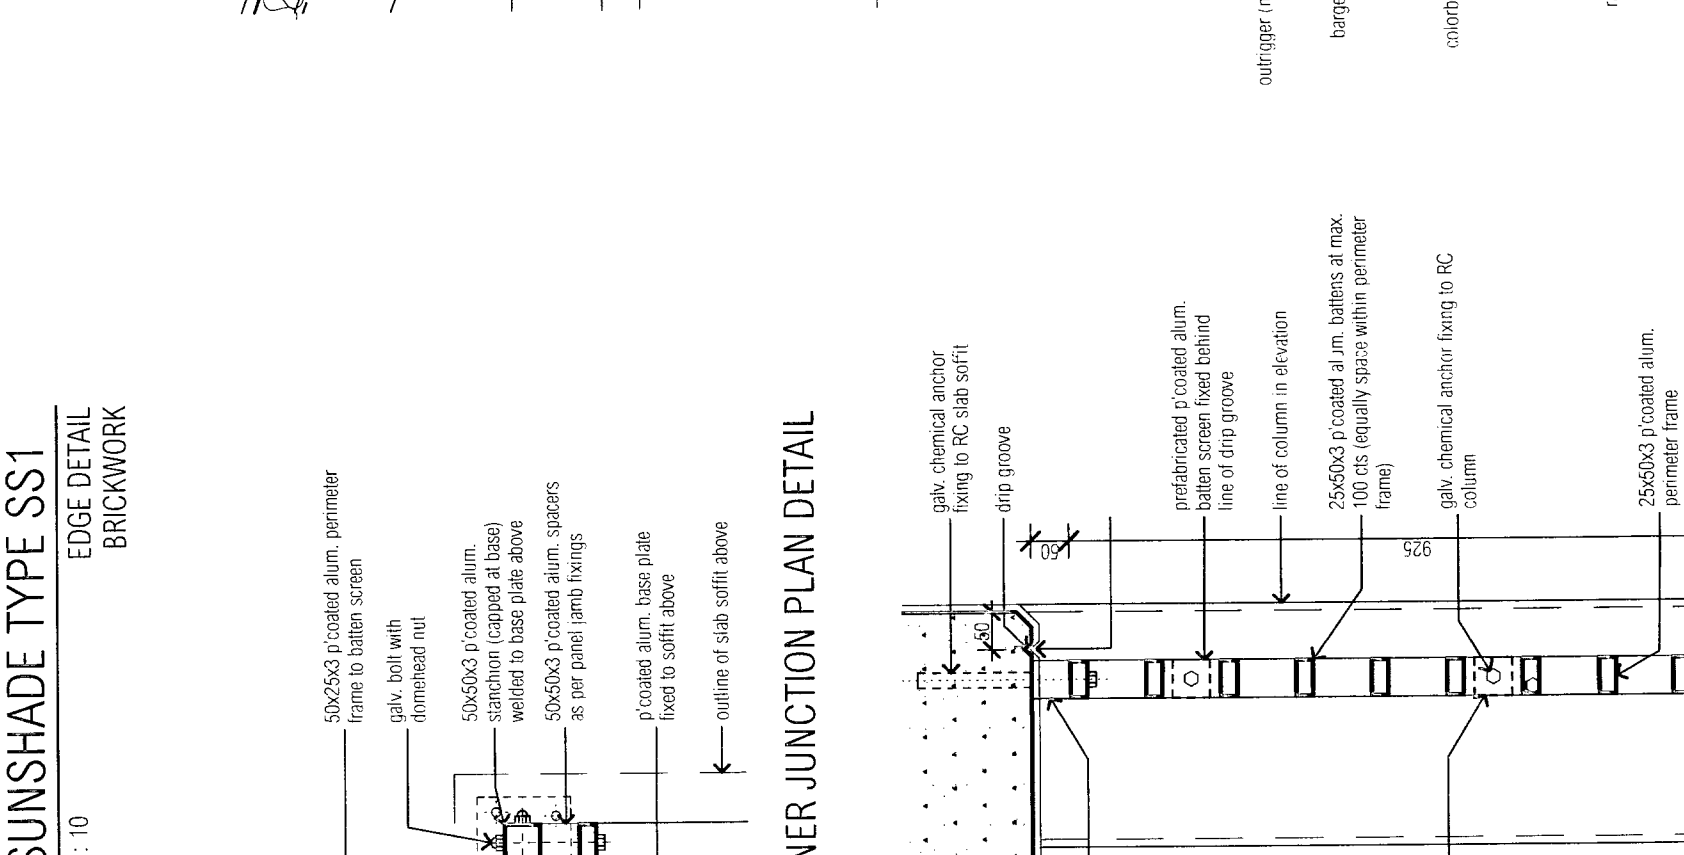 SUNSHADE TYPE SS1
: 10
EDGE DETAIL
BRICKWORK
50x25x3 p'coated alum. perimeter
frame to batten screen
galv. bolt with
domehead nut
50x50x3 p'coated alum.
stanchion (capped at base)
welded to base plate above
50x50x3 p'coated alum. spacers
as per panel jamb fixings
p'coated alum. base plate
fixed to soffit above
outline of slab soffit above
NER JUNCTION PLAN DETAIL
galv. chemical anchor
fixing to RC slab soffit
drip groove
50
60
prefabricated p'coated alum.
batten screen fixed behind
line of drip groove
line of column in elevation
25x50x3 p'coated alum. battens at max.
100 cts (equally space within perimeter
frame)
925
galv. chemical anchor fixing to RC
column
25x50x3 p'coated alum.
perimeter frame
outrigger
barge
colorb